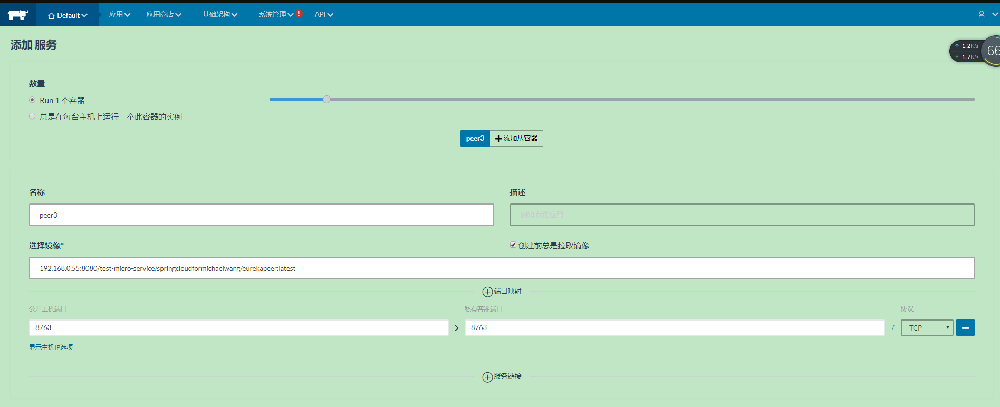 Default 应用 应用商店 基础架构 系统管理 API
添加 服务
1.2K/s
1.7K/s
66
数量
Run 1 个容器
总是在每台主机上运行一个此容器的实例
peer3 添加从容器
名称 描述
peer3 例如:我的应用
选择镜像* 创建前总是拉取镜像
192.168.0.55:8080/test-micro-service/springcloudformichaelwang/eurekapeer:latest
端口映射
公开主机端口 私有容器端口 协议
8763 8763 / TCP
显示主机IP选项
服务链接